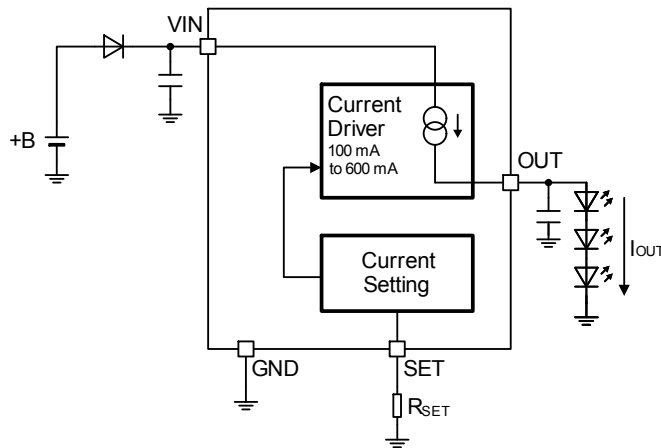 VIN
+B
Current
Driver
100 mA
to 600 mA
OUT
IOUT
Current
Setting
GND
SET
RSET